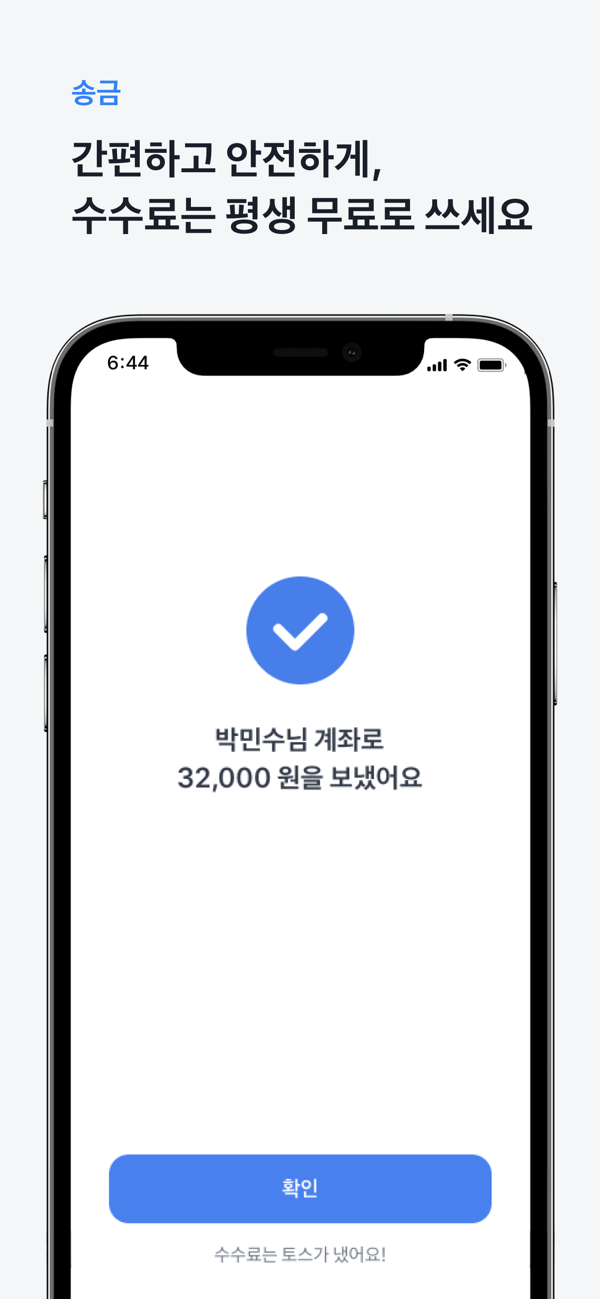 송금
간편하고 안전하게,
수수료는 평생 무료로 쓰세요
6:44
박민수님 계좌로
32,000 원을 보냈어요
확인
수수료는 토스가 냈어요!